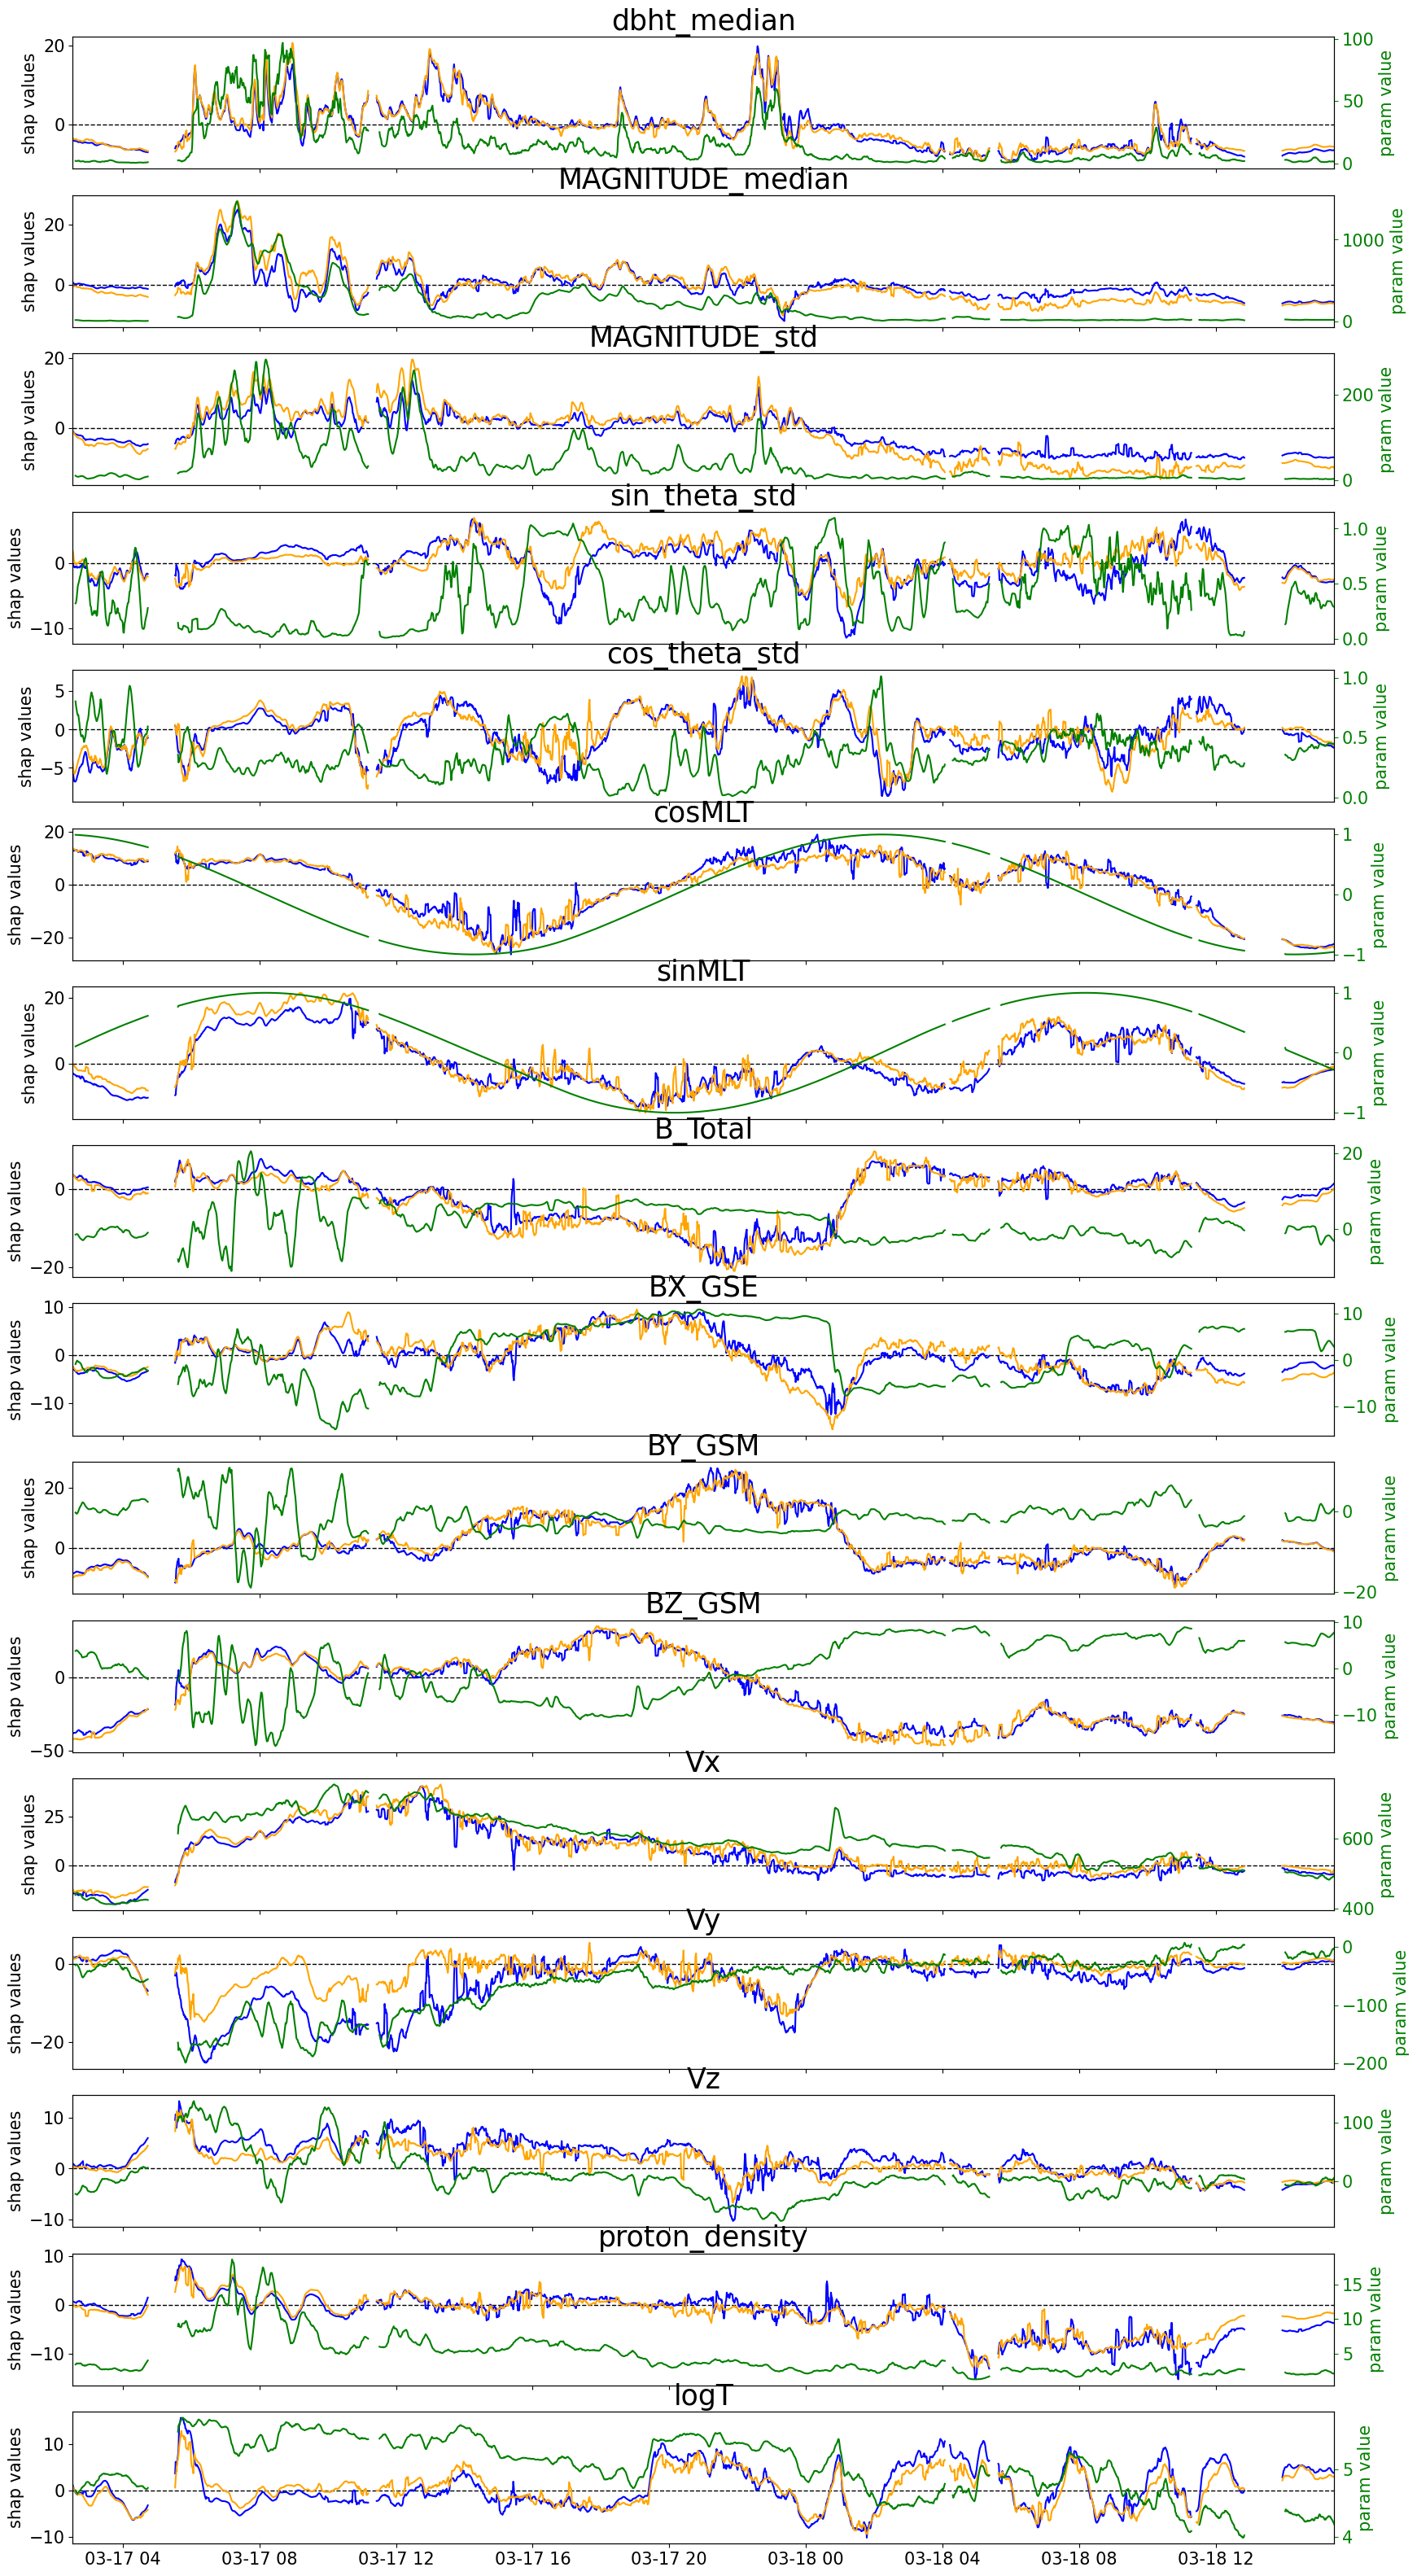 dbht_median
20
0
shap values
100
50
0
param value
MAGNITUDE_median
20
0
shap values
1000
0
param value
MAGNITUDE_std
20
0
shap values
200
0
param value
sin_theta_std
0
−10
shap values
1.0
0.5
0.0
param value
cos_theta_std
5
0
−5
shap values
1.0
0.5
0.0
param value
cosMLT
20
0
−20
shap values
1
0
−1
param value
sinMLT
20
0
shap values
1
0
−1
param value
B_Total
0
−20
shap values
20
0
param value
BX_GSE
10
0
−10
shap values
10
0
−10
param value
BY_GSM
20
0
shap values
0
−20
param value
BZ_GSM
0
−50
shap values
10
0
−10
param value
Vx
25
0
shap values
600
400
param value
Vy
0
−20
shap values
0
−100
−200
param value
Vz
10
0
−10
shap values
100
0
param value
proton_density
10
0
−10
shap values
15
10
5
param value
logT
10
0
−10
shap values
5
4
param value
03-17 04 03-17 08 03-17 12 03-17 16 03-17 20 03-18 00 03-18 04 03-18 08 03-18 12